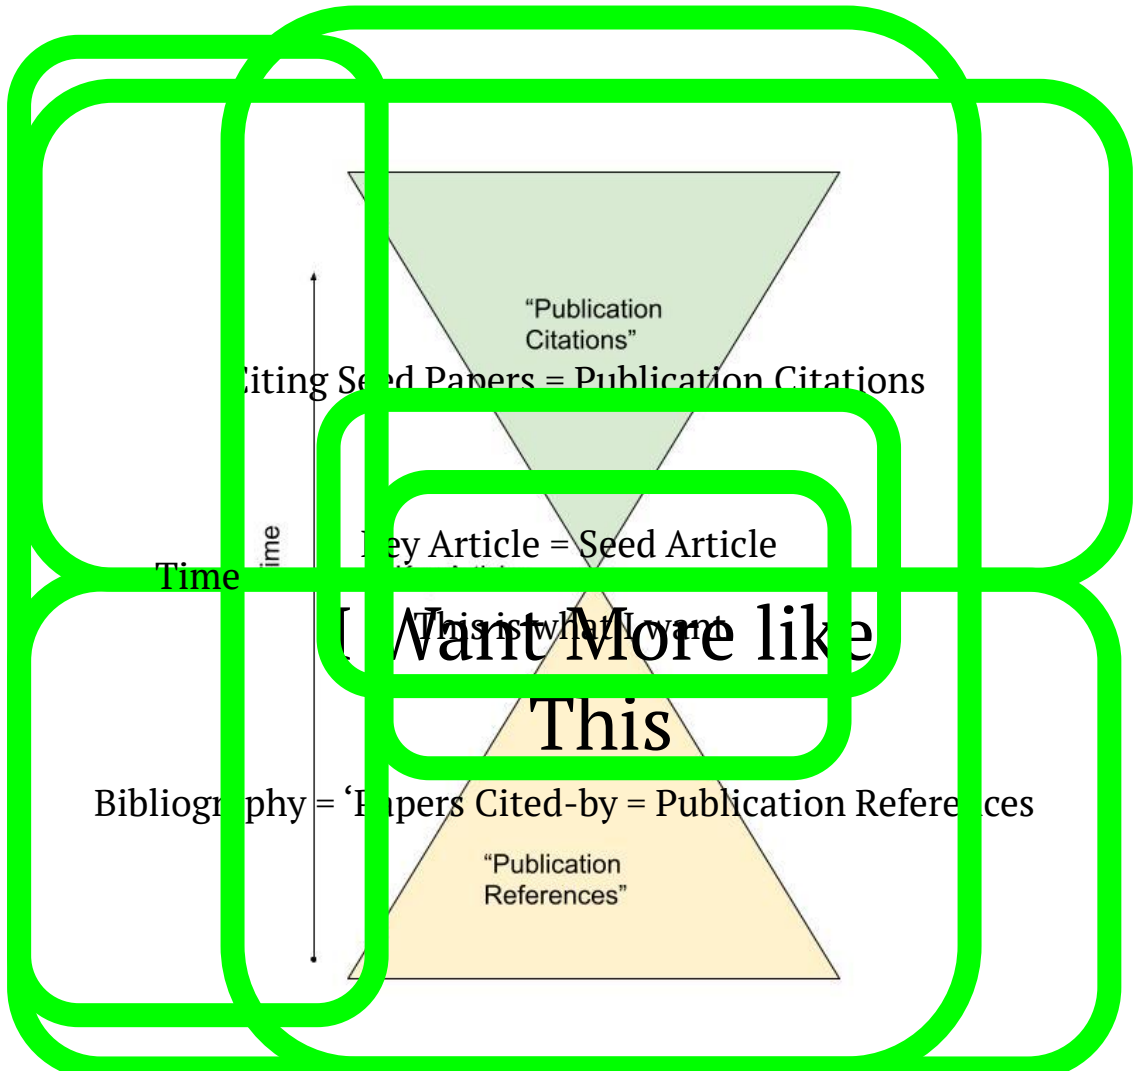 “Publication
Citations”
Citing Seed Papers = Publication Citations
Key Article = Seed Article
Time
This is what I want
I Want More like
This
Bibliography = ‘Papers Cited-by = Publication References
“Publication
References”